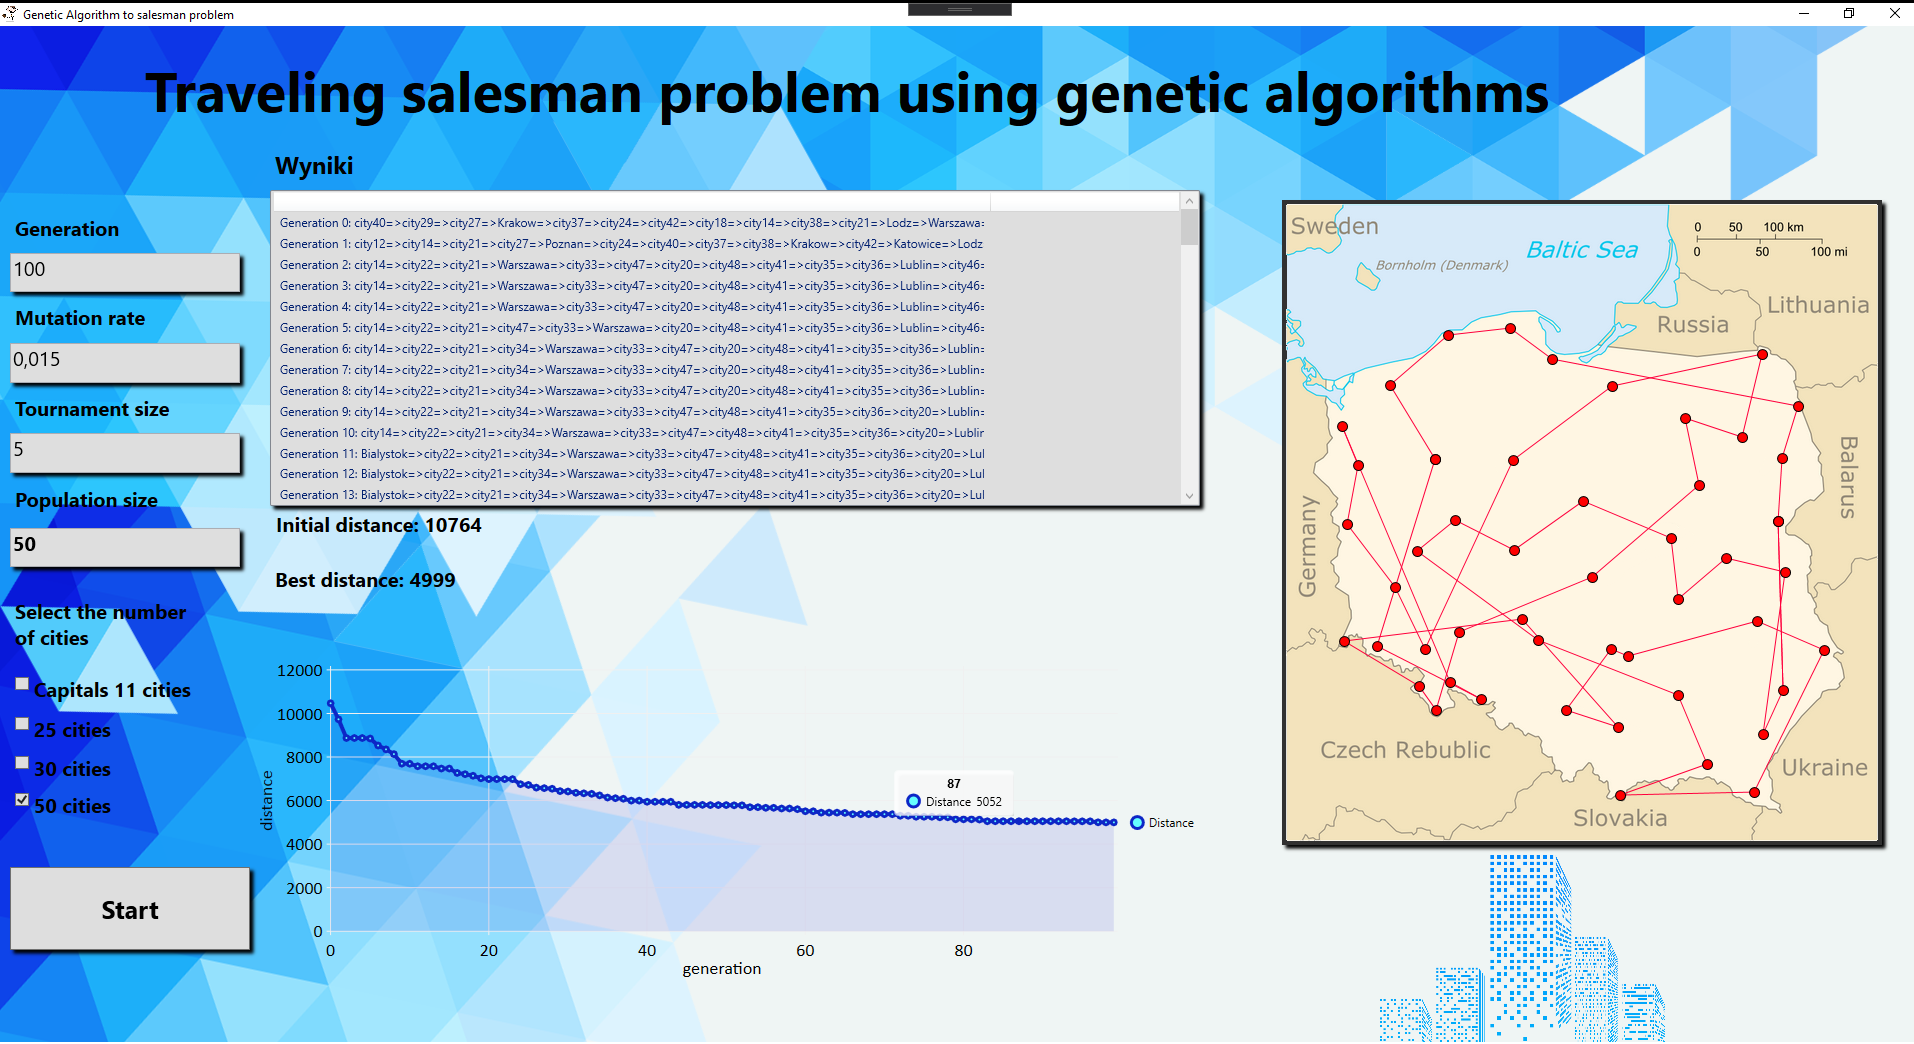 Genetic Algorithm to salesman problem
Traveling salesman problem using genetic algorithms
Wyniki
Generation 0: city40=>city29=>city27=>Krakow=>city37=>city24=>city42=>city18=>city14=>city38=>city21=>Lodz=>Warszawa=
Generation 1: city12=>city14=>city21=>city27=>Poznan=>city24=>city40=>city37=>city38=>Krakow=>city42=>Katowice=>Lodz
Generation 2: city14=>city22=>city21=>Warszawa=>city33=>city47=>city20=>city48=>city41=>city35=>city36=>Lublin=>city46=
Generation 3: city14=>city22=>city21=>Warszawa=>city33=>city47=>city20=>city48=>city41=>city35=>city36=>Lublin=>city46=
Generation 4: city14=>city22=>city21=>Warszawa=>city33=>city47=>city20=>city48=>city41=>city35=>city36=>Lublin=>city46=
Generation 5: city14=>city22=>city21=>city47=>city33=>Warszawa=>city20=>city48=>city41=>city35=>city36=>Lublin=>city46=
Generation 6: city14=>city22=>city21=>city34=>Warszawa=>city33=>city47=>city20=>city48=>city41=>city35=>city36=>Lublin=
Generation 7: city14=>city22=>city21=>city34=>Warszawa=>city33=>city47=>city20=>city48=>city41=>city35=>city36=>Lublin=
Generation 8: city14=>city22=>city21=>city34=>Warszawa=>city33=>city47=>city20=>city48=>city41=>city35=>city36=>Lublin=
Generation 9: city14=>city22=>city21=>city34=>Warszawa=>city33=>city47=>city48=>city41=>city35=>city36=>city20=>Lublin=
Generation 10: city14=>city22=>city21=>city34=>Warszawa=>city33=>city47=>city48=>city41=>city35=>city36=>city20=>Lublin
Generation 11: Bialystok=>city22=>city21=>city34=>Warszawa=>city33=>city47=>city48=>city41=>city35=>city36=>city20=>Lul
Generation 12: Bialystok=>city22=>city21=>city34=>Warszawa=>city33=>city47=>city48=>city41=>city35=>city36=>city20=>Lul
Generation 13: Bialystok=>city22=>city21=>city34=>Warszawa=>city33=>city47=>city48=>city41=>city35=>city36=>city20=>Lul
Generation
100
Mutation rate
0,015
Tournament size
5
Population size
50
Select the number
of cities
Capitals 11 cities
25 cities
30 cities
50 cities
Start
Initial distance: 10764
Best distance: 4999
distance
12000
10000
8000
6000
4000
2000
0
0 20 40 60 80
generation
87
Distance 5052
Distance
Sweden
Baltic Sea
Bornholm (Denmark)
0 50 100 km
0 50 100 mi
Lithuania
Russia
Balarus
Germany
Czech Rebublic
Ukraine
Slovakia